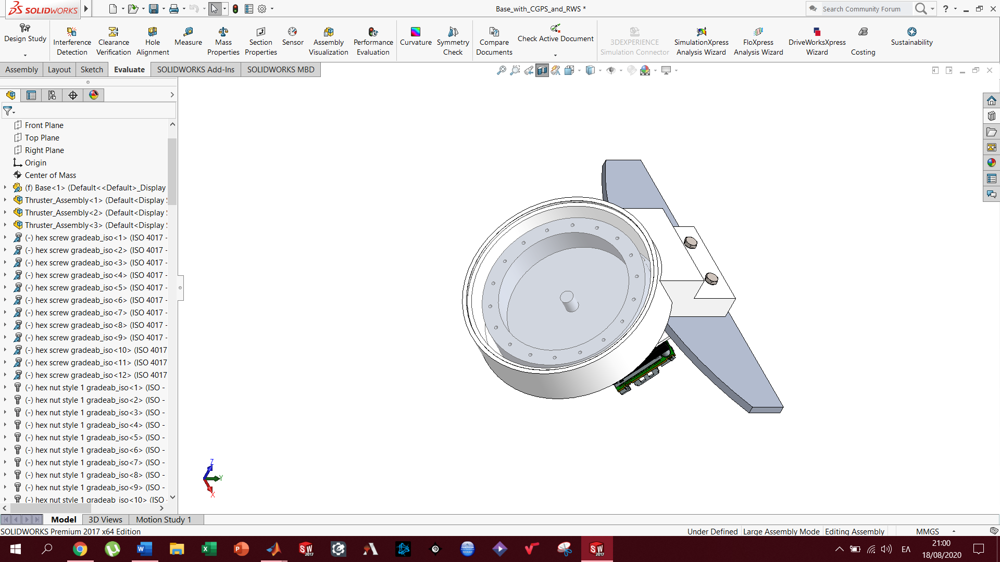 SOLIDWORKS
Base_with_CGPS_and_RWS *
Search Community Forum
?
Design Study
Interference
Detection
Clearance
Verification
Hole
Alignment
Measure
Mass
Properties
Section
Properties
Sensor
Assembly
Visualization
Performance
Evaluation
Curvature
Symmetry
Check
Compare
Documents
Check Active Document
3DEXPERIENCE
Simulation Connector
SimulationXpress
Analysis Wizard
FloXpress
Analysis Wizard
DriveWorksXpress
Wizard
Costing
Sustainability
Assembly
Layout
Sketch
Evaluate
SOLIDWORKS Add-Ins
SOLIDWORKS MBD
Front Plane
Top Plane
Right Plane
Origin
Center of Mass
(f) Base<1> (Default<<Default>_Display
Thruster_Assembly<1> (Default<Display
Thruster_Assembly<2> (Default<Display
Thruster_Assembly<3> (Default<Display
(-) hex screw gradeab_iso<1> (ISO 4017 -
(-) hex screw gradeab_iso<2> (ISO 4017 -
(-) hex screw gradeab_iso<3> (ISO 4017 -
(-) hex screw gradeab_iso<4> (ISO 4017 -
(-) hex screw gradeab_iso<5> (ISO 4017 -
(-) hex screw gradeab_iso<6> (ISO 4017 -
(-) hex screw gradeab_iso<7> (ISO 4017 -
(-) hex screw gradeab_iso<8> (ISO 4017 -
(-) hex screw gradeab_iso<9> (ISO 4017 -
(-) hex screw gradeab_iso<10> (ISO 4017
(-) hex screw gradeab_iso<11> (ISO 4017
(-) hex screw gradeab_iso<12> (ISO 4017
(-) hex nut style 1 gradeab_iso<1> (ISO -
(-) hex nut style 1 gradeab_iso<2> (ISO -
(-) hex nut style 1 gradeab_iso<3> (ISO -
(-) hex nut style 1 gradeab_iso<4> (ISO -
(-) hex nut style 1 gradeab_iso<5> (ISO -
(-) hex nut style 1 gradeab_iso<6> (ISO -
(-) hex nut style 1 gradeab_iso<7> (ISO -
(-) hex nut style 1 gradeab_iso<8> (ISO -
(-) hex nut style 1 gradeab_iso<9> (ISO -
(-) hex nut style 1 gradeab_iso<10> (ISO
Z
Y
X
Model
3D Views
Motion Study 1
SOLIDWORKS Premium 2017 x64 Edition
Under Defined
Large Assembly Mode
Editing Assembly
MMGS
SW
2017
SW
2017
ΕΛ
21:00
18/08/2020